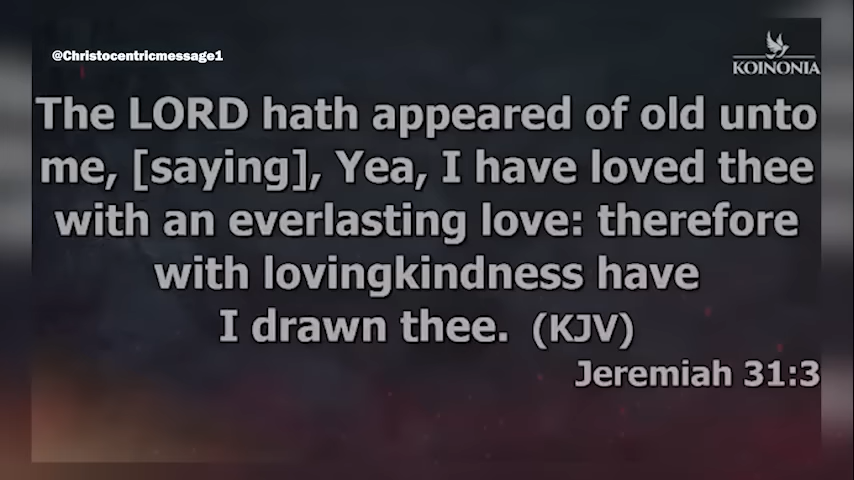 @Christocentricmessage1
KOINONIA
The LORD hath appeared of old unto
me, [saying], Yea, I have loved thee
with an everlasting love: therefore
with lovingkindness have
I drawn thee. (KJV)
Jeremiah 31:3